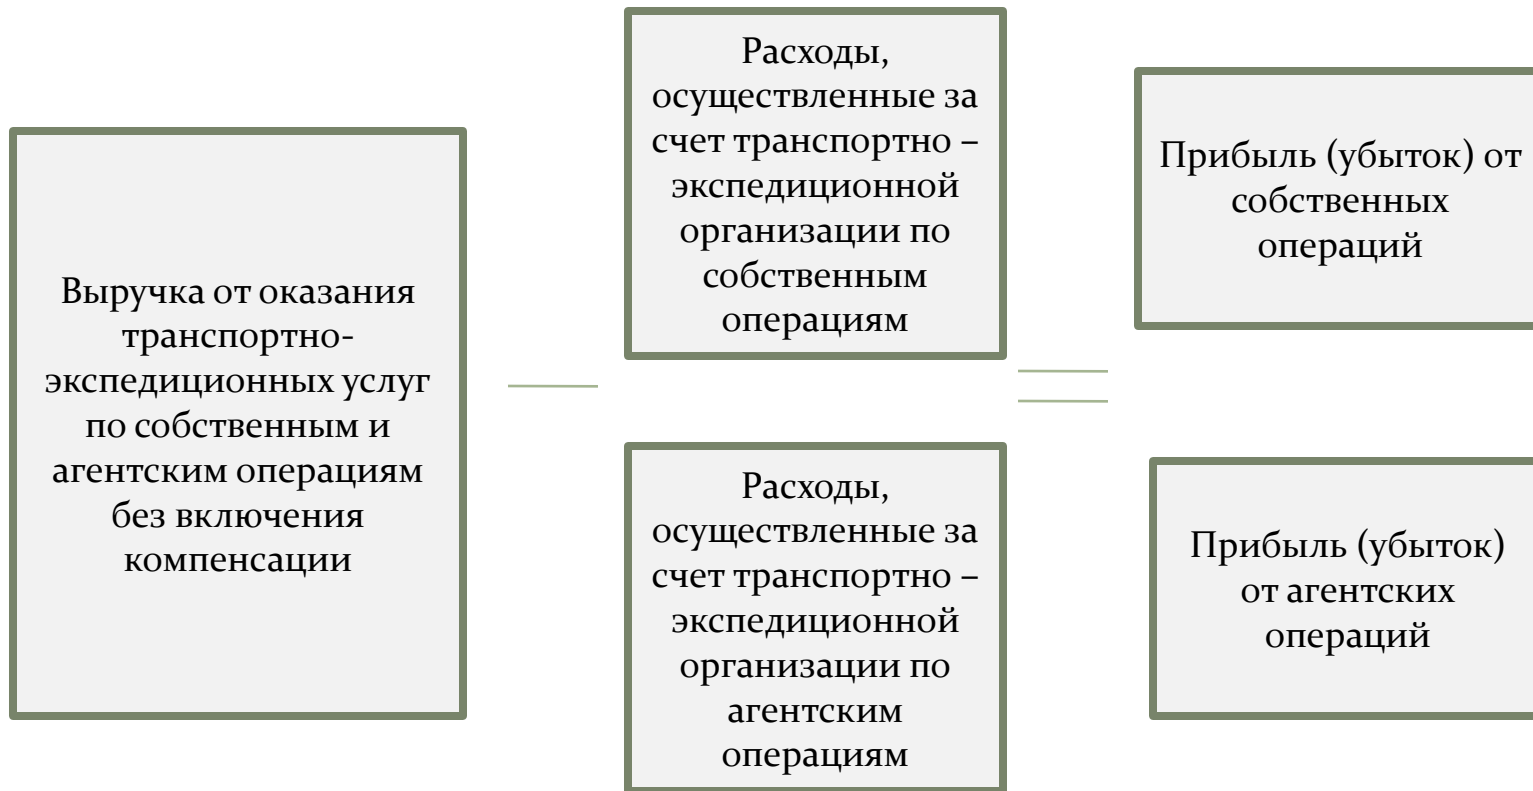 Выручка от оказания
транспортно-
экспедиционных услуг
по собственным и
агентским операциям
без включения
компенсации
Расходы,
осуществленные за
счет транспортно –
экспедиционной
организации по
собственным
операциям
Расходы,
осуществленные за
счет транспортно –
экспедиционной
организации по
агентским
операциям
Прибыль (убыток) от
собственных
операций
Прибыль (убыток)
от агентских
операций